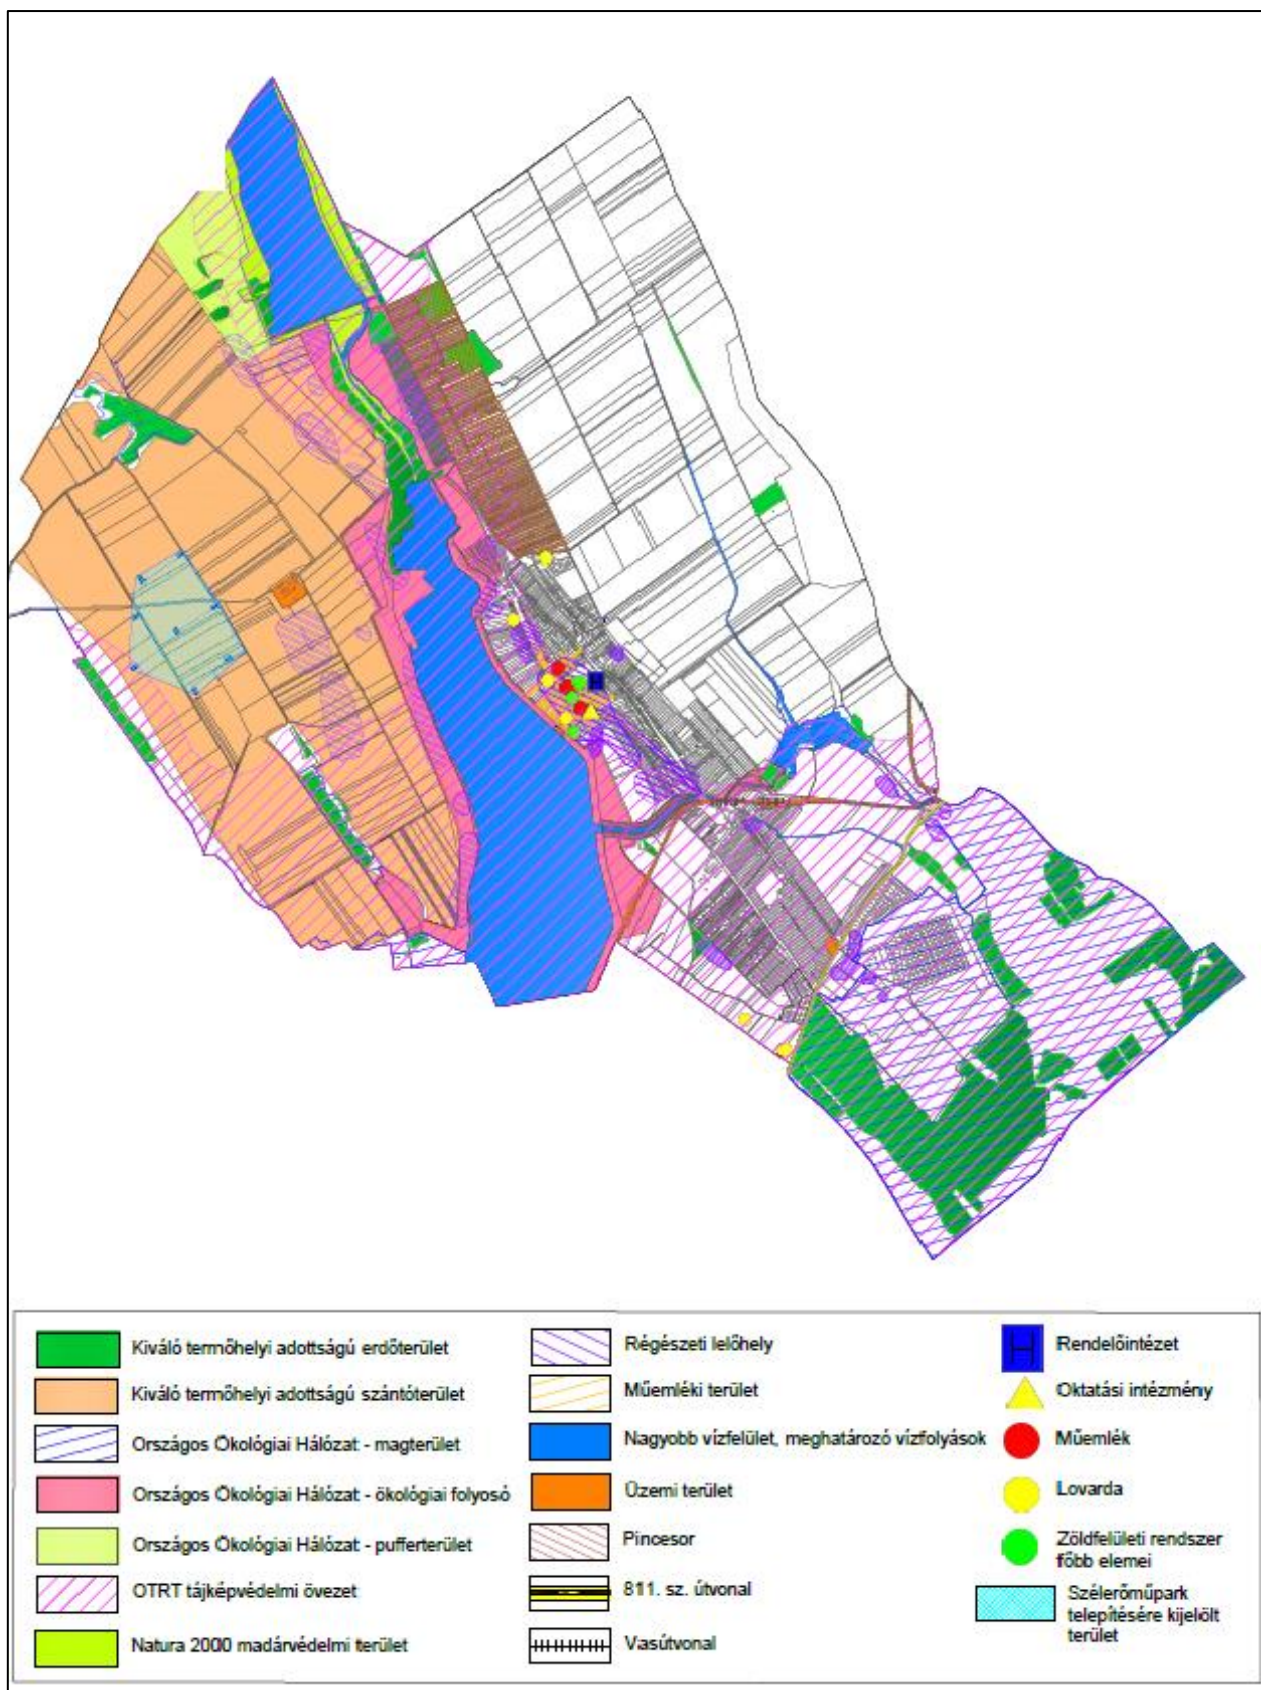 H
Kiváló termőhelyi adottságú erdőterület
Kiváló termőhelyi adottságú szántóterület
Országos Ökológiai Hálózat - magterület
Országos Ökológiai Hálózat - ökológiai folyosó
Országos Ökológiai Hálózat - pufferterület
OTRT tájképvédelmi övezet
Natura 2000 madárvédelmi terület
Régészeti lelőhely
Műemléki terület
Nagyobb vízfelület, meghatározó vízfolyások
Üzemi terület
Pincesor
811. sz. útvonal
Vasútvonal
H
Rendelőintézet
Oktatási intézmény
Műemlék
Lovarda
Zöldfelületi rendszer
főbb elemei
Szélerőműpark
telepítésére kijelölt
terület